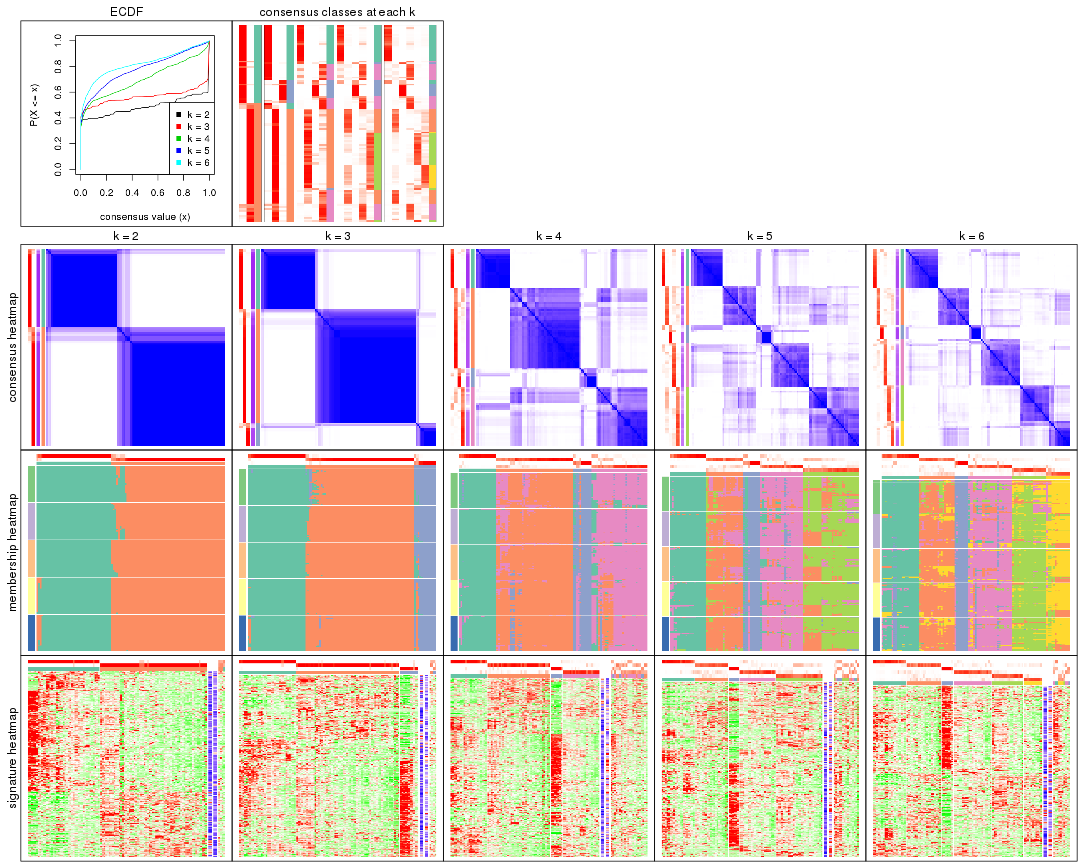 ECDF
consensus classes at each k
P(X <= x)
0.0 0.2 0.4 0.6 0.8 1.0
k = 2
k = 3
k = 4
k = 5
k = 6
0.0 0.2 0.4 0.6 0.8 1.0
consensus value (x)
k = 2 k = 3 k = 4 k = 5 k = 6
consensus heatmap
membership heatmap
signature heatmap